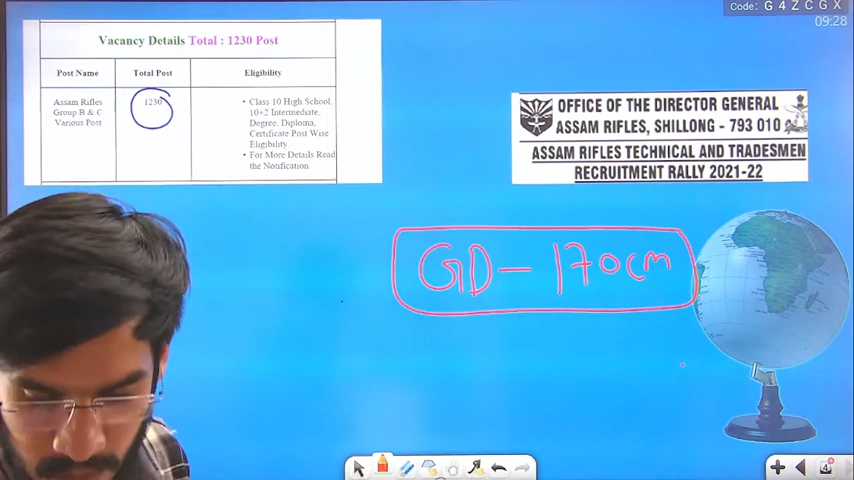 Code: G 4 Z C G X
09:28
Vacancy Details Total : 1230 Post
Post Name Total Post Eligibility
Assam Rifles Group B & C Various Post
1230
• Class 10 High School,
10+2 Intermediate,
Degree, Diploma,
Certificate Post Wise
Eligibility.
• For More Details Read
the Notification
OFFICE OF THE DIRECTOR GENERAL
ASSAM RIFLES, SHILLONG - 793 010
ASSAM RIFLES TECHNICAL AND TRADESMEN
RECRUITMENT RALLY 2021-22
GD - 170cm